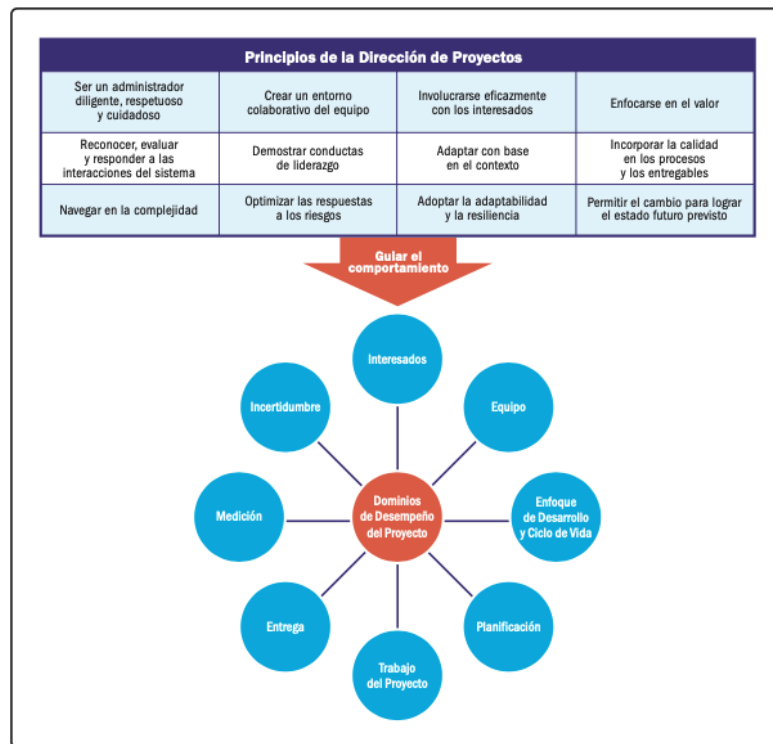 Principios de la Dirección de Proyectos
Ser un administrador
diligente, respetuoso
y cuidadoso
Crear un entorno
colaborativo del equipo
Involucrarse eficazmente
con los interesados
Enfocarse en el valor
Reconocer, evaluar
y responder a las
interacciones del sistema
Demostrar conductas
de liderazgo
Adaptar con base
en el contexto
Incorporar la calidad
en los procesos
y los entregables
Navegar en la complejidad
Optimizar las respuestas
a los riesgos
Adoptar la adaptabilidad
y la resiliencia
Permitir el cambio para lograr
el estado futuro previsto
Guiar el
comportamiento
Interesados
Incertidumbre
Equipo
Medición
Dominios
de Desempeño
del Proyecto
Enfoque
de Desarrollo
y Ciclo de Vida
Entrega
Planificación
Trabajo
del Proyecto